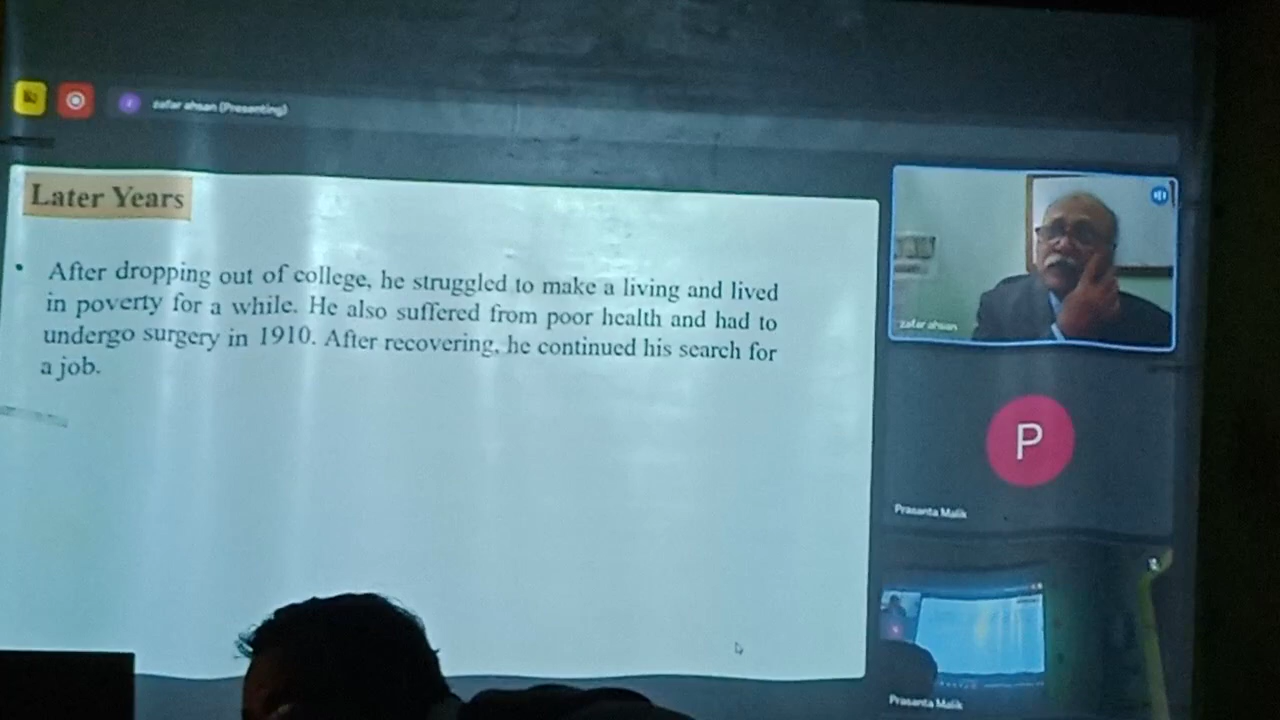 zafar ahsan (Presenting)
Later Years
• After dropping out of college, he struggled to make a living and lived
in poverty for a while. He also suffered from poor health and had to
undergo surgery in 1910. After recovering, he continued his search for
a job.
zafar ahsan
P
Prasanta Malik
Prasanta Malik